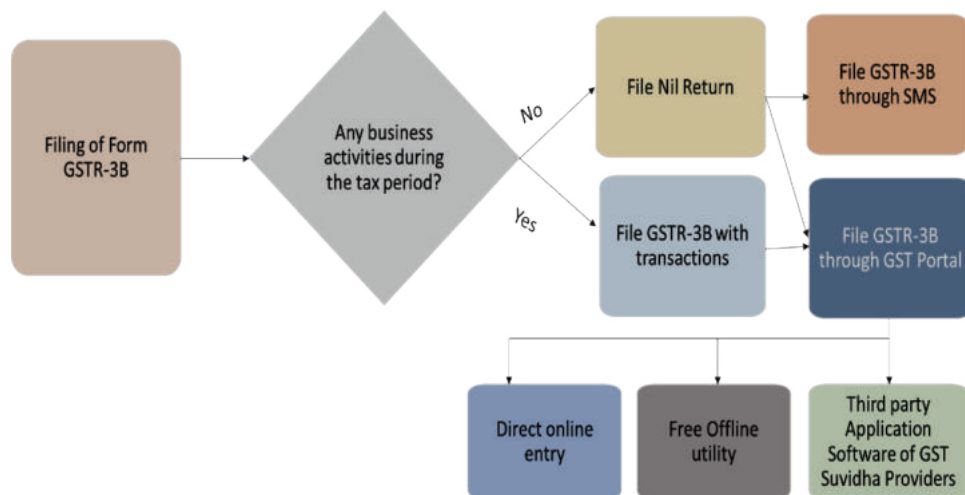 Filing of Form
GSTR-3B
Any business
activities during
the tax period?
No
Yes
File Nil Return
File GSTR-3B
through SMS
File GSTR-3B with
transactions
File GSTR-3B
through GST Portal
Direct online
entry
Free Offline
utility
Third party
Application
Software of GST
Suvidha Providers